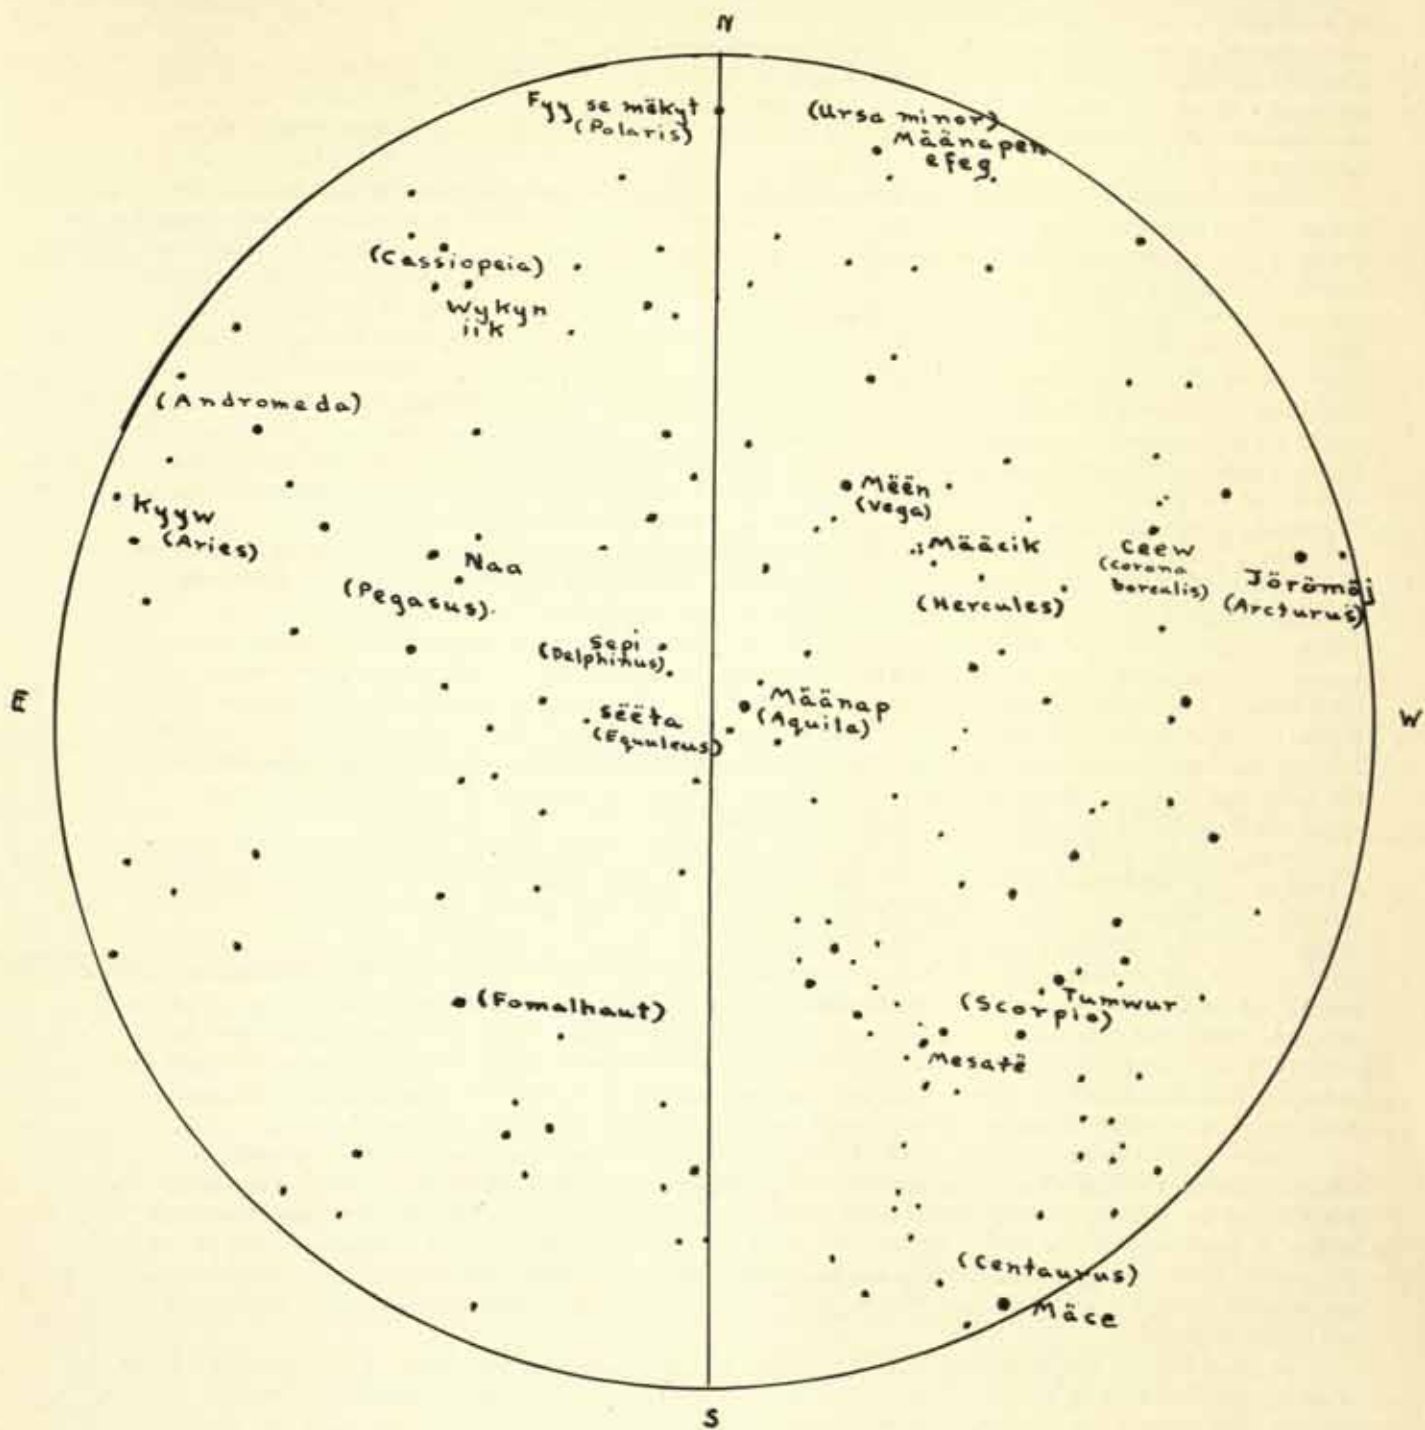 N
Fyy se mëkyt
(Polaris)
(Ursa minor)
Määnapen
efeg
(Cassiopeia)
Wykyn
iik
(Andromeda)
Kyyw
(Aries)
Naa
(Pegasus)
Mëën
(Vega)
Määcik
(Hercules)
Ceew
(Corona
borealis)
Jörömöj
(Arcturus)
Sepi
(Delphinus)
Sëëta
(Equuleus)
Määnap
(Aquila)
E
W
(Fomalhaut)
Tumwur
(Scorpio)
Mesatë
(Centaurus)
Mäce
S